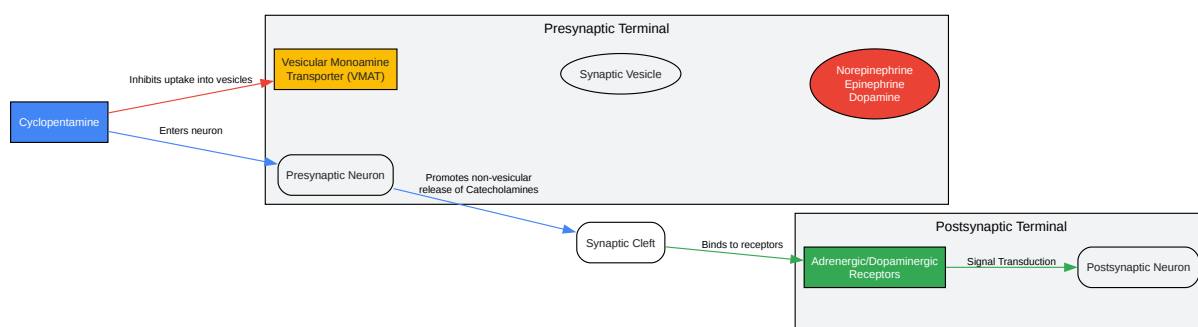 Presynaptic Terminal
Vesicular Monoamine
Transporter (VMAT)
Synaptic Vesicle
Norepinephrine
Epinephrine
Dopamine
Inhibits uptake into vesicles
Cyclopentamine
Enters neuron
Presynaptic Neuron
Promotes non-vesicular
release of Catecholamines
Synaptic Cleft
Binds to receptors
Postsynaptic Terminal
Adrenergic/Dopaminergic
Receptors
Signal Transduction
Postsynaptic Neuron